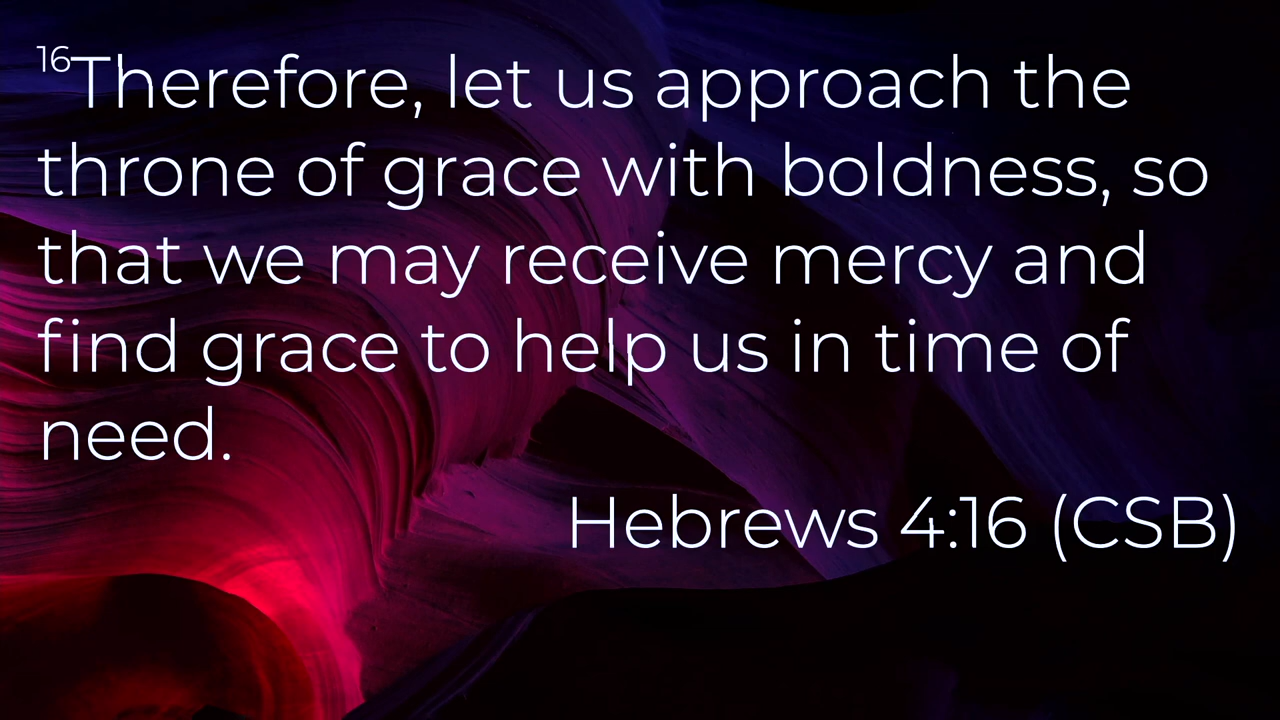 16Therefore, let us approach the
throne of grace with boldness, so
that we may receive mercy and
find grace to help us in time of
need.
Hebrews 4:16 (CSB)